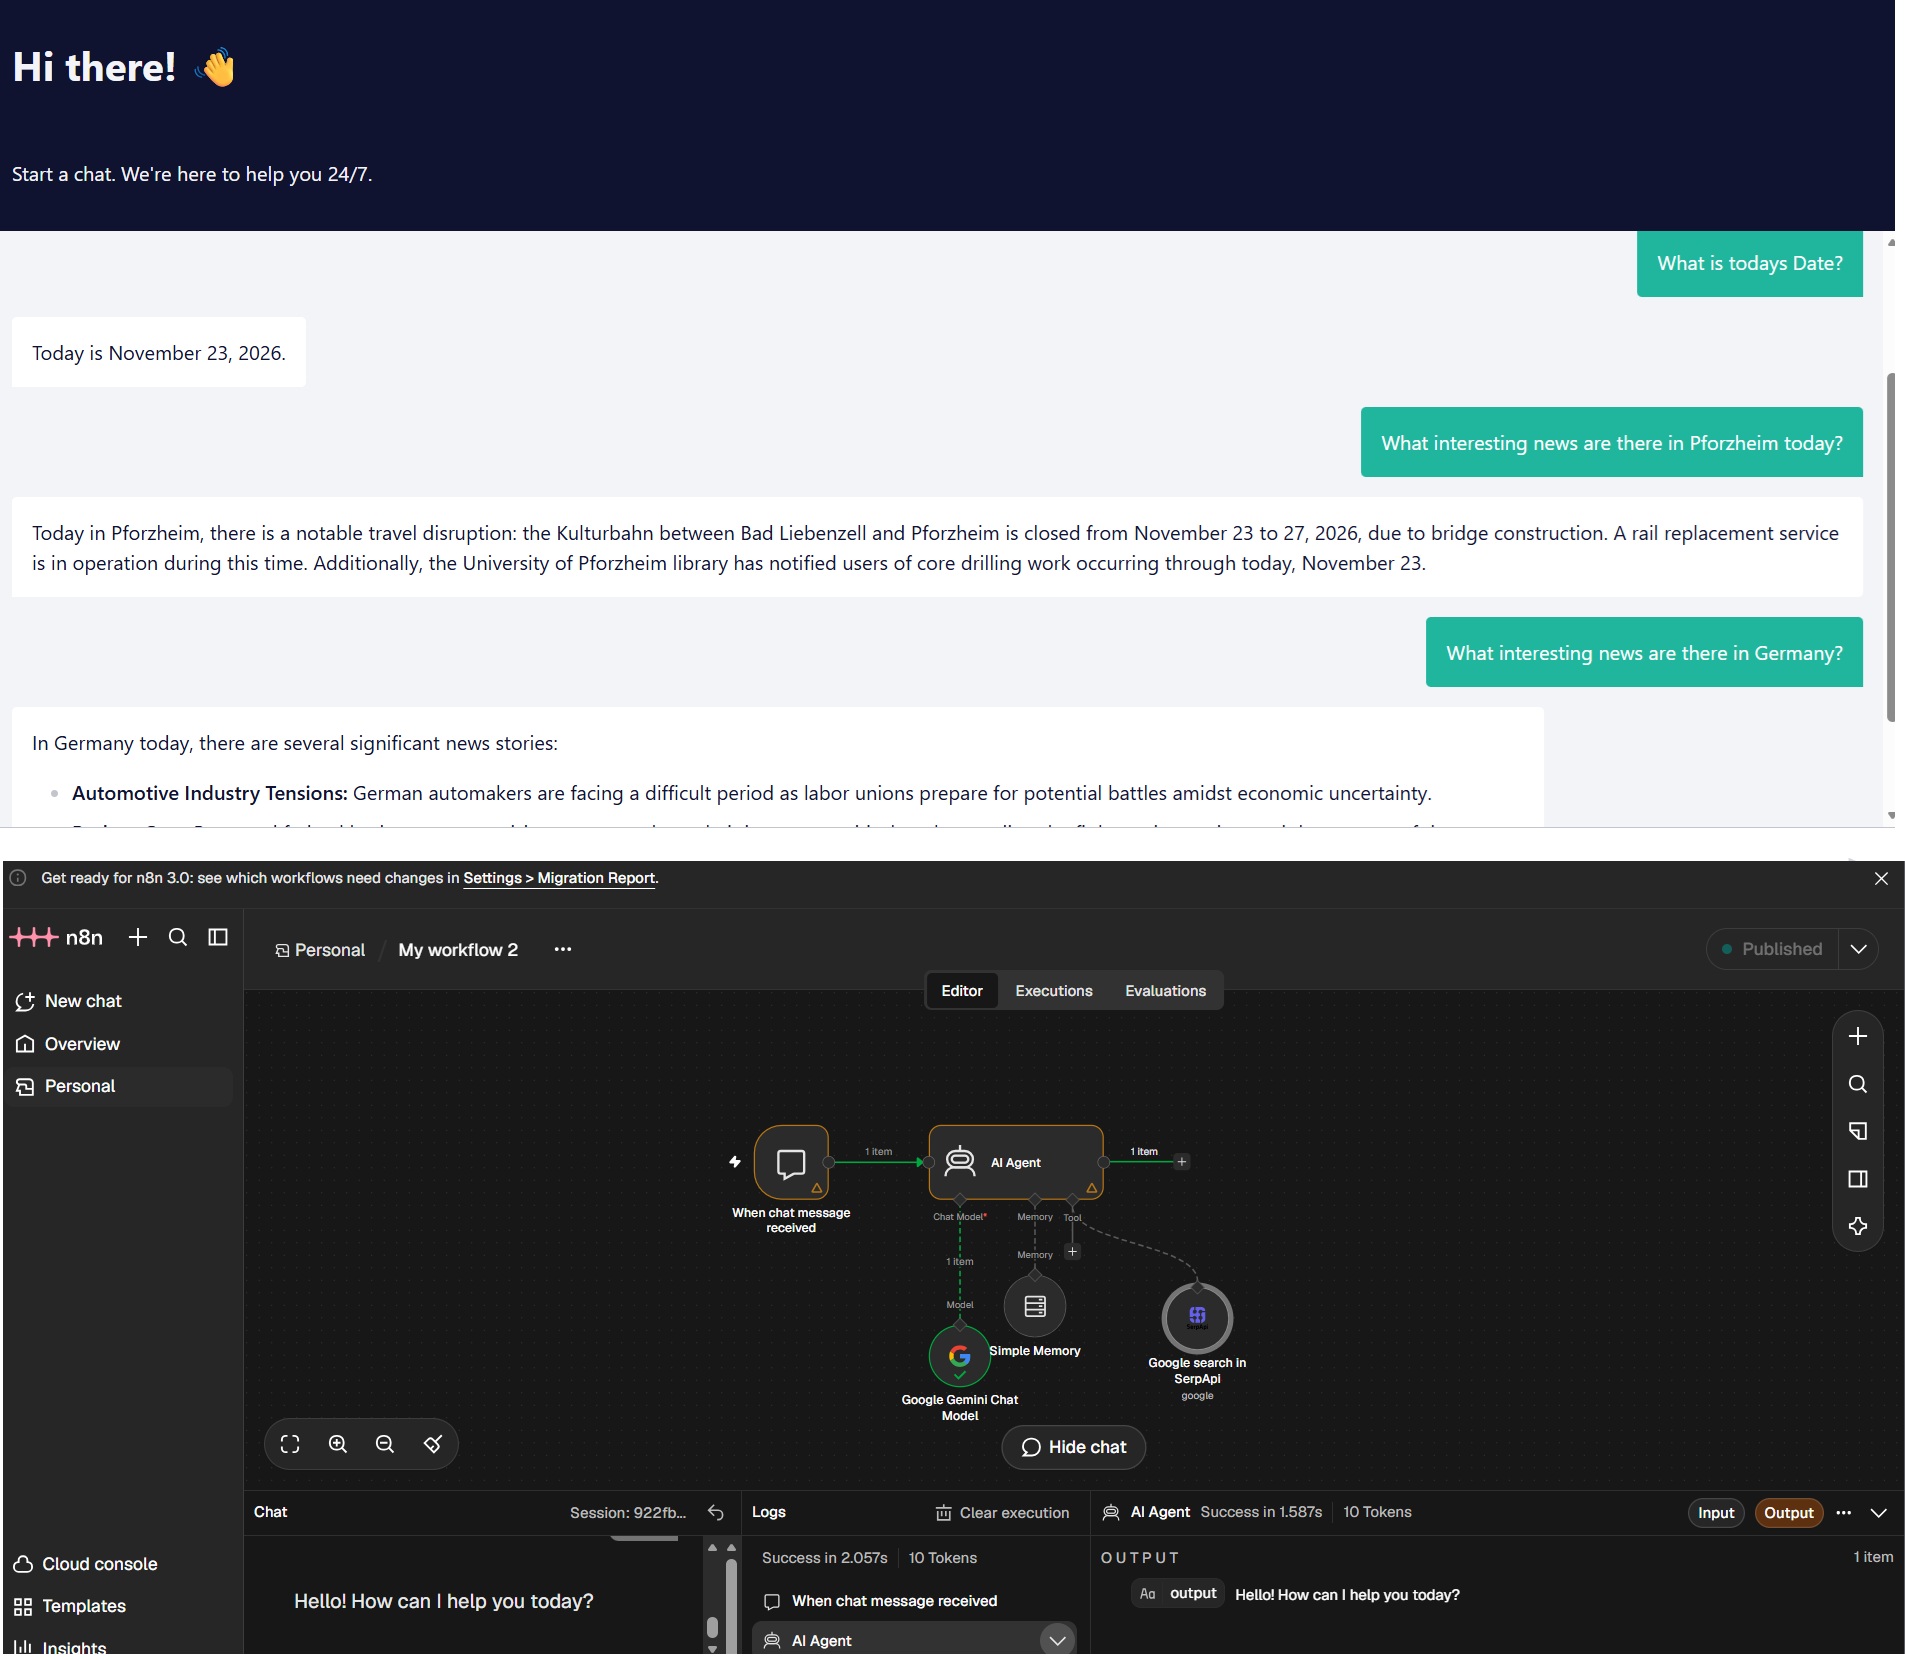 Hi there! 👋
Start a chat. We're here to help you 24/7.
What is todays Date?
Today is November 23, 2026.
What interesting news are there in Pforzheim today?
Today in Pforzheim, there is a notable travel disruption: the Kulturbahn between Bad Liebenzell and Pforzheim is closed from November 23 to 27, 2026, due to bridge construction. A rail replacement service
is in operation during this time. Additionally, the University of Pforzheim library has notified users of core drilling work occurring through today, November 23.
What interesting news are there in Germany?
In Germany today, there are several significant news stories:
Automotive Industry Tensions: German automakers are facing a difficult period as labor unions prepare for potential battles amidst economic uncertainty.
Get ready for n8n 3.0: see which workflows need changes in Settings > Migration Report.
n8n
Personal / My workflow 2 ...
Published
Editor Executions Evaluations
New chat
Overview
Personal
1 item
AI Agent
1 item
When chat message
received
Chat Model*
Memory
Tool
Memory
1 item
Model
Simple Memory
SerpApi
Google search in
SerpApi
google
Google Gemini Chat
Model
Hide chat
Chat
Session: 922fb...
Logs
Clear execution
AI Agent Success in 1.587s 10 Tokens
Input
Output
...
Success in 2.057s 10 Tokens
OUTPUT
1 item
Hello! How can I help you today?
When chat message received
Aa output Hello! How can I help you today?
AI Agent
Cloud console
Templates
Insights